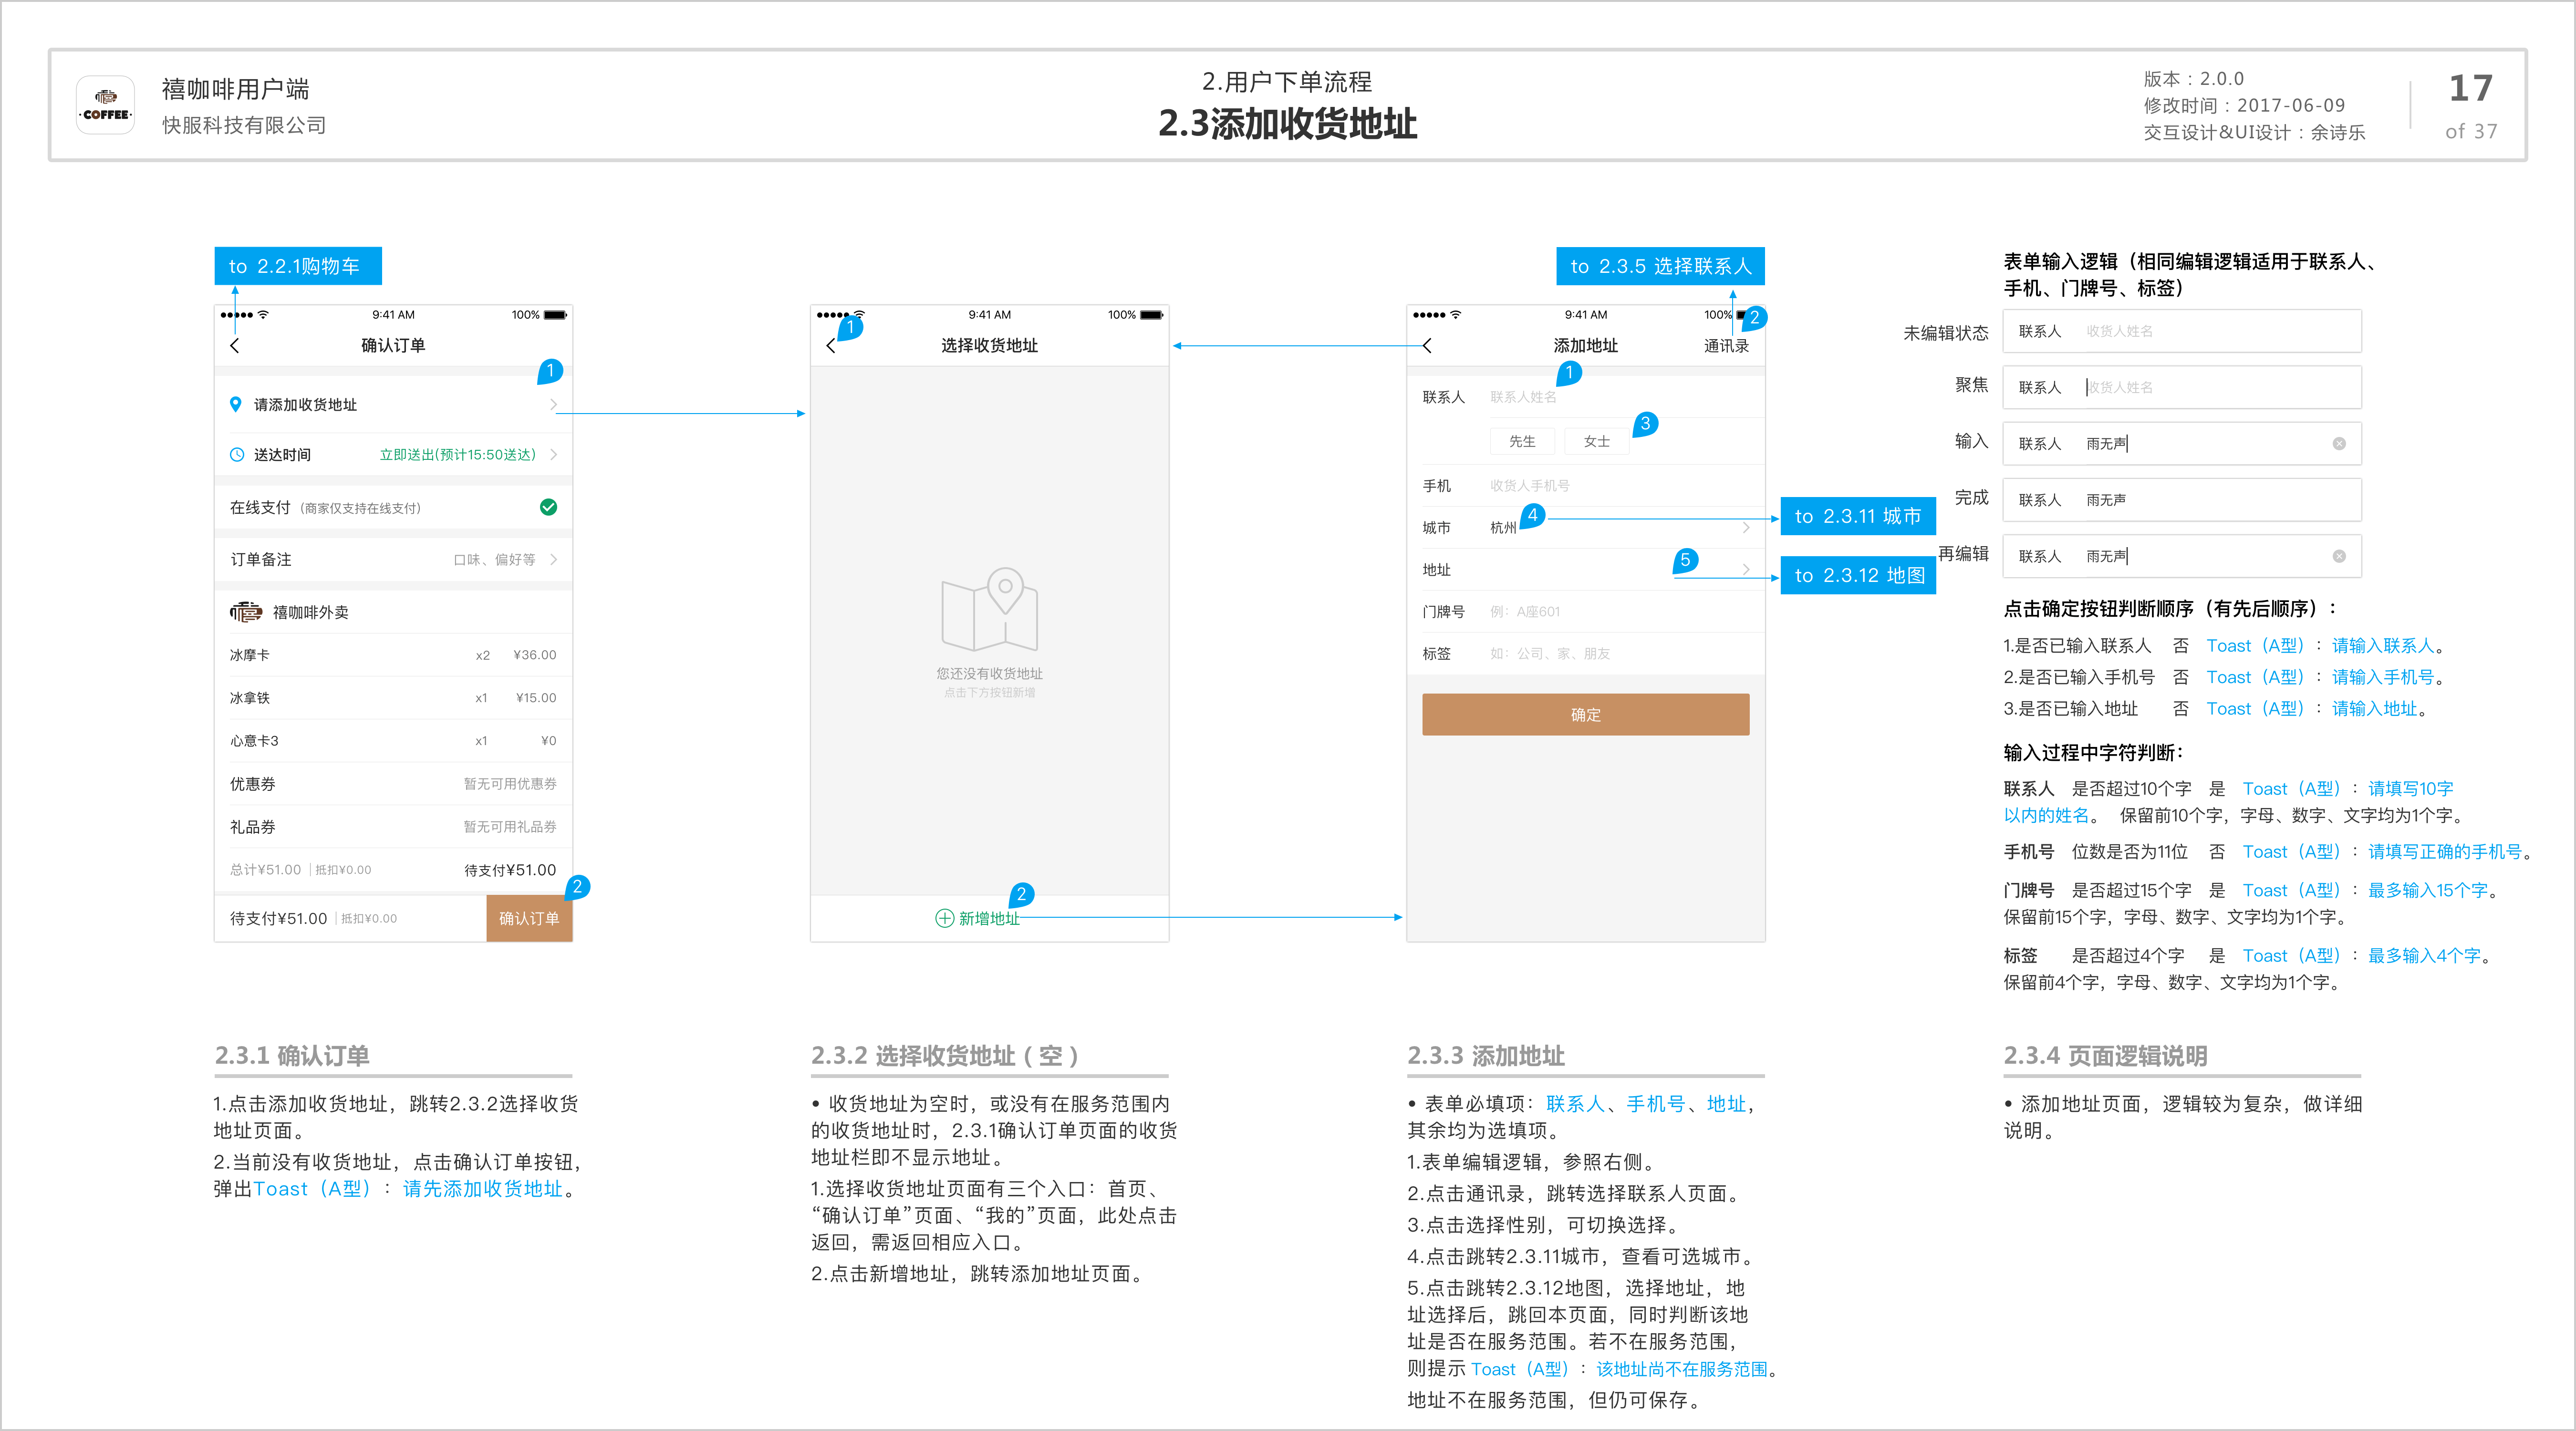 COFFEE
禧咖啡用户端
快服科技有限公司
2.用户下单流程
2.3添加收货地址
版本：2.0.0
修改时间：2017-06-09
交互设计&UI设计：余诗乐
17
of 37
to 2.2.1购物车
9:41 AM
100%
确认订单
1
请添加收货地址
送达时间
立即送出(预计15:50送达)
在线支付 (商家仅支持在线支付)
订单备注
口味、偏好等
禧咖啡外卖
冰摩卡 x2 ¥36.00
冰拿铁 x1 ¥15.00
心意卡3 x1 ¥0
优惠券 暂无可用优惠券
礼品券 暂无可用礼品券
总计¥51.00 | 抵扣¥0.00 待支付¥51.00
2
待支付¥51.00 | 抵扣¥0.00 确认订单
9:41 AM
100%
1
选择收货地址
您还没有收货地址
点击下方按钮新增
2
新增地址
to 2.3.5 选择联系人
9:41 AM
100%
2
添加地址
通讯录
1
联系人 联系人姓名
先生 女士
3
手机 收货人手机号
城市 杭州
4
地址
5
门牌号 例：A座601
标签 如：公司、家、朋友
确定
to 2.3.11 城市
to 2.3.12 地图
表单输入逻辑（相同编辑逻辑适用于联系人、
手机、门牌号、标签）
未编辑状态 联系人 收货人姓名
聚焦 联系人 收货人姓名
输入 联系人 雨无声
完成 联系人 雨无声
再编辑 联系人 雨无声
点击确定按钮判断顺序（有先后顺序）：
1.是否已输入联系人 否 Toast（A型）：请输入联系人。
2.是否已输入手机号 否 Toast（A型）：请输入手机号。
3.是否已输入地址 否 Toast（A型）：请输入地址。
输入过程中字符判断：
联系人 是否超过10个字 是 Toast（A型）：请填写10字
以内的姓名。 保留前10个字，字母、数字、文字均为1个字。
手机号 位数是否为11位 否 Toast（A型）：请填写正确的手机号。
门牌号 是否超过15个字 是 Toast（A型）：最多输入15个字。
保留前15个字，字母、数字、文字均为1个字。
标签 是否超过4个字 是 Toast（A型）：最多输入4个字。
保留前4个字，字母、数字、文字均为1个字。
2.3.1 确认订单
1.点击添加收货地址，跳转2.3.2选择收货
地址页面。
2.当前没有收货地址，点击确认订单按钮，
弹出Toast（A型）：请先添加收货地址。
2.3.2 选择收货地址（空）
• 收货地址为空时，或没有在服务范围内
的收货地址时，2.3.1确认订单页面的收货
地址栏即不显示地址。
1.选择收货地址页面有三个入口：首页、
“确认订单”页面、“我的”页面，此处点击
返回，需返回相应入口。
2.点击新增地址，跳转添加地址页面。
2.3.3 添加地址
• 表单必填项：联系人、手机号、地址，
其余均为选填项。
1.表单编辑逻辑，参照右侧。
2.点击通讯录，跳转选择联系人页面。
3.点击选择性别，可切换选择。
4.点击跳转2.3.11城市，查看可选城市。
5.点击跳转2.3.12地图，选择地址，地
址选择后，跳回本页面，同时判断该地
址是否在服务范围。若不在服务范围，
则提示 Toast（A型）：该地址尚不在服务范围。
地址不在服务范围，但仍可保存。
2.3.4 页面逻辑说明
• 添加地址页面，逻辑较为复杂，做详细
说明。